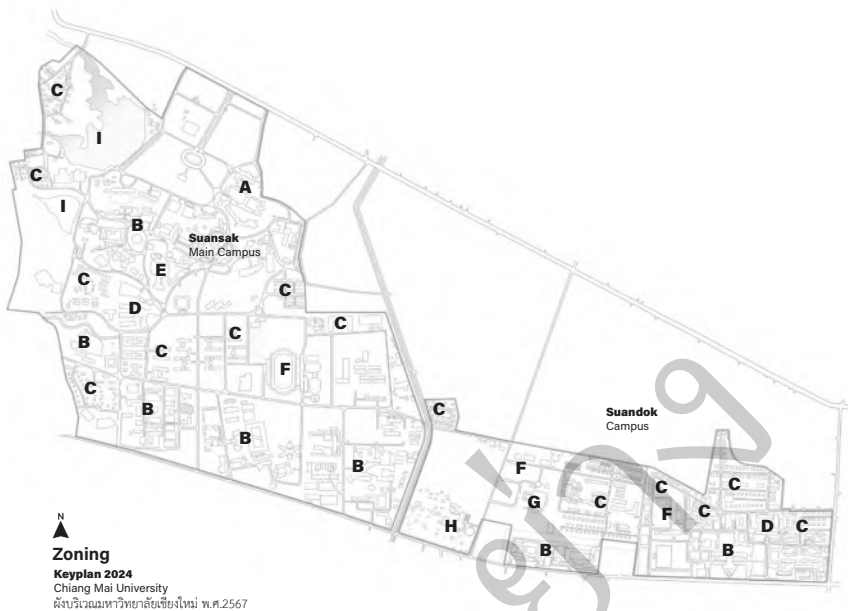 C
I
C
A
I
B
Suansak
Main Campus
E
C
C
D
C
C
B
C
F
C
C
B
Suandok
Campus
B
B
F
C
C
G
C
C
F
D
C
H
B
B
N
Zoning
Keyplan 2024
Chiang Mai University
ผังบริเวณมหาวิทยาลัยเชียงใหม่ พ.ศ.2567